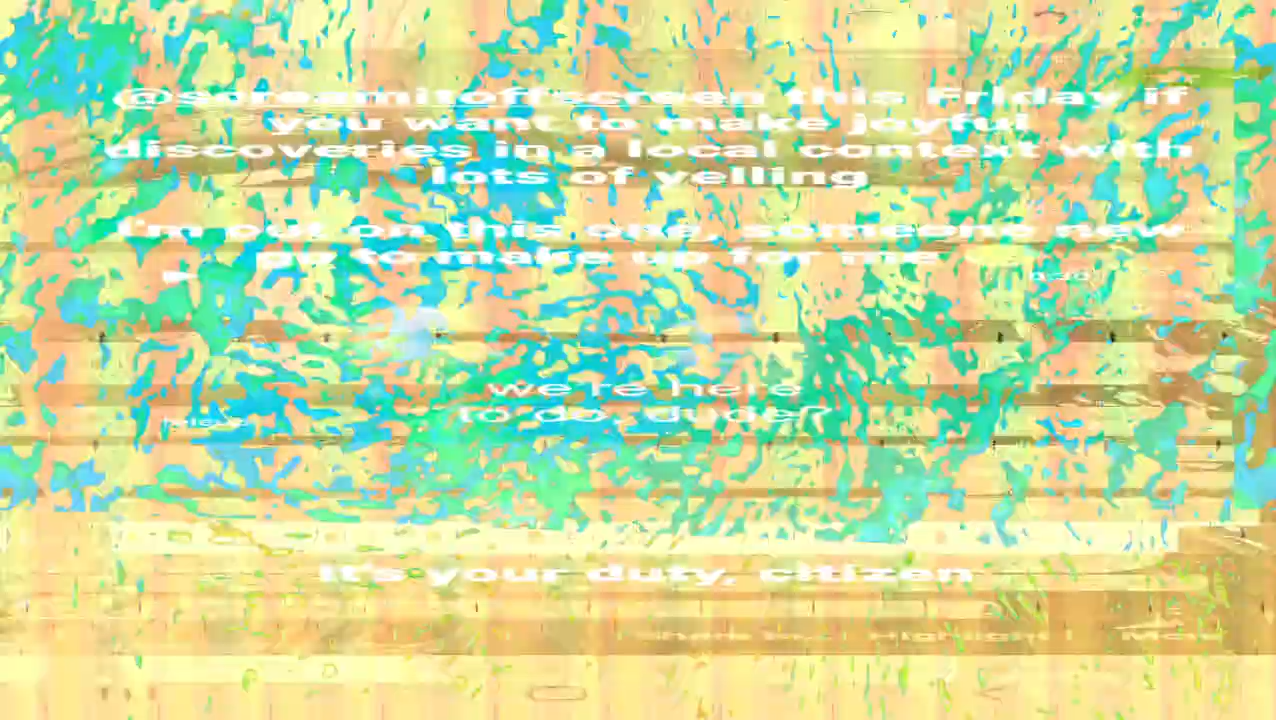 @screamitoffscreen this Friday if
you want to make joyful
discoveries in a local context with
lots of yelling
I'm put on this one, someone new
to make up for me
we're here
to do, dude?
It's your duty, citizen
Highlight More